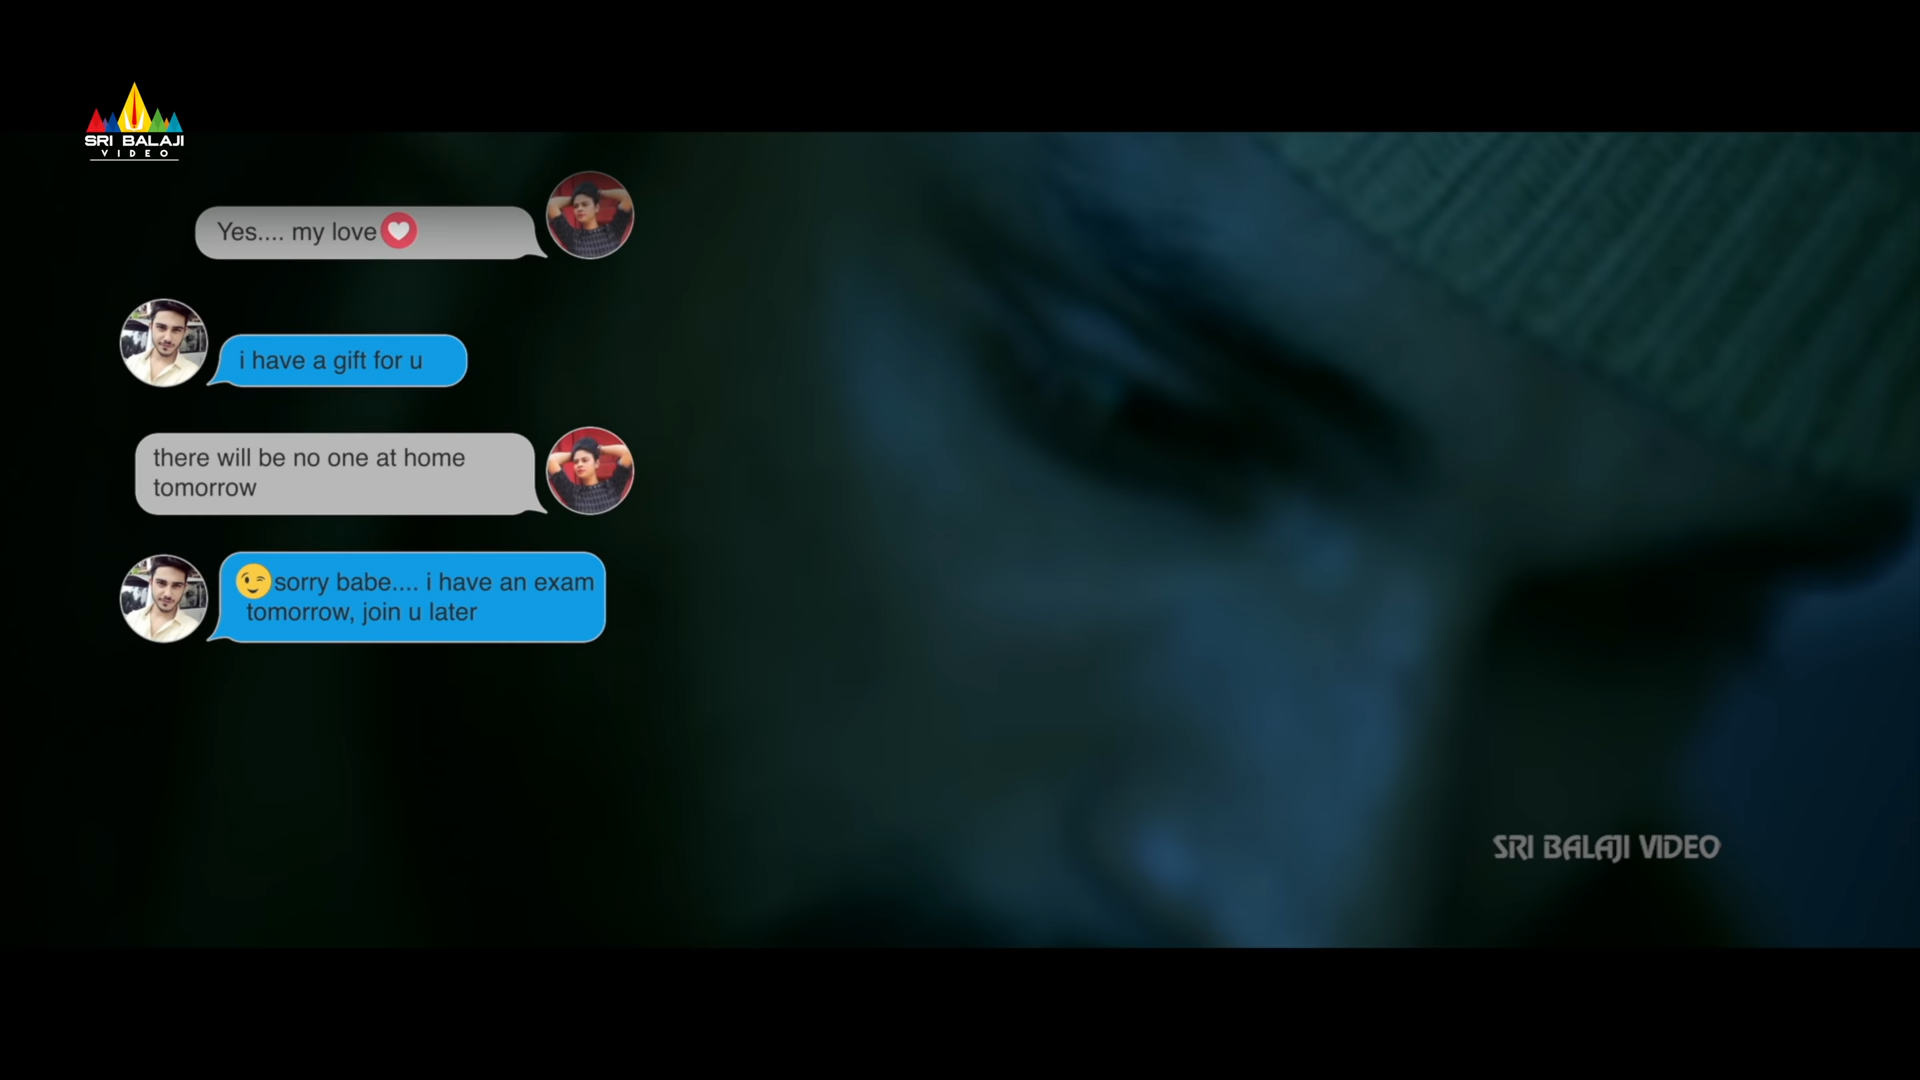 SRI BALAJI
VIDEO
Yes.... my love
i have a gift for u
there will be no one at home
tomorrow
sorry babe.... i have an exam
tomorrow, join u later
SRI BALAJI VIDEO